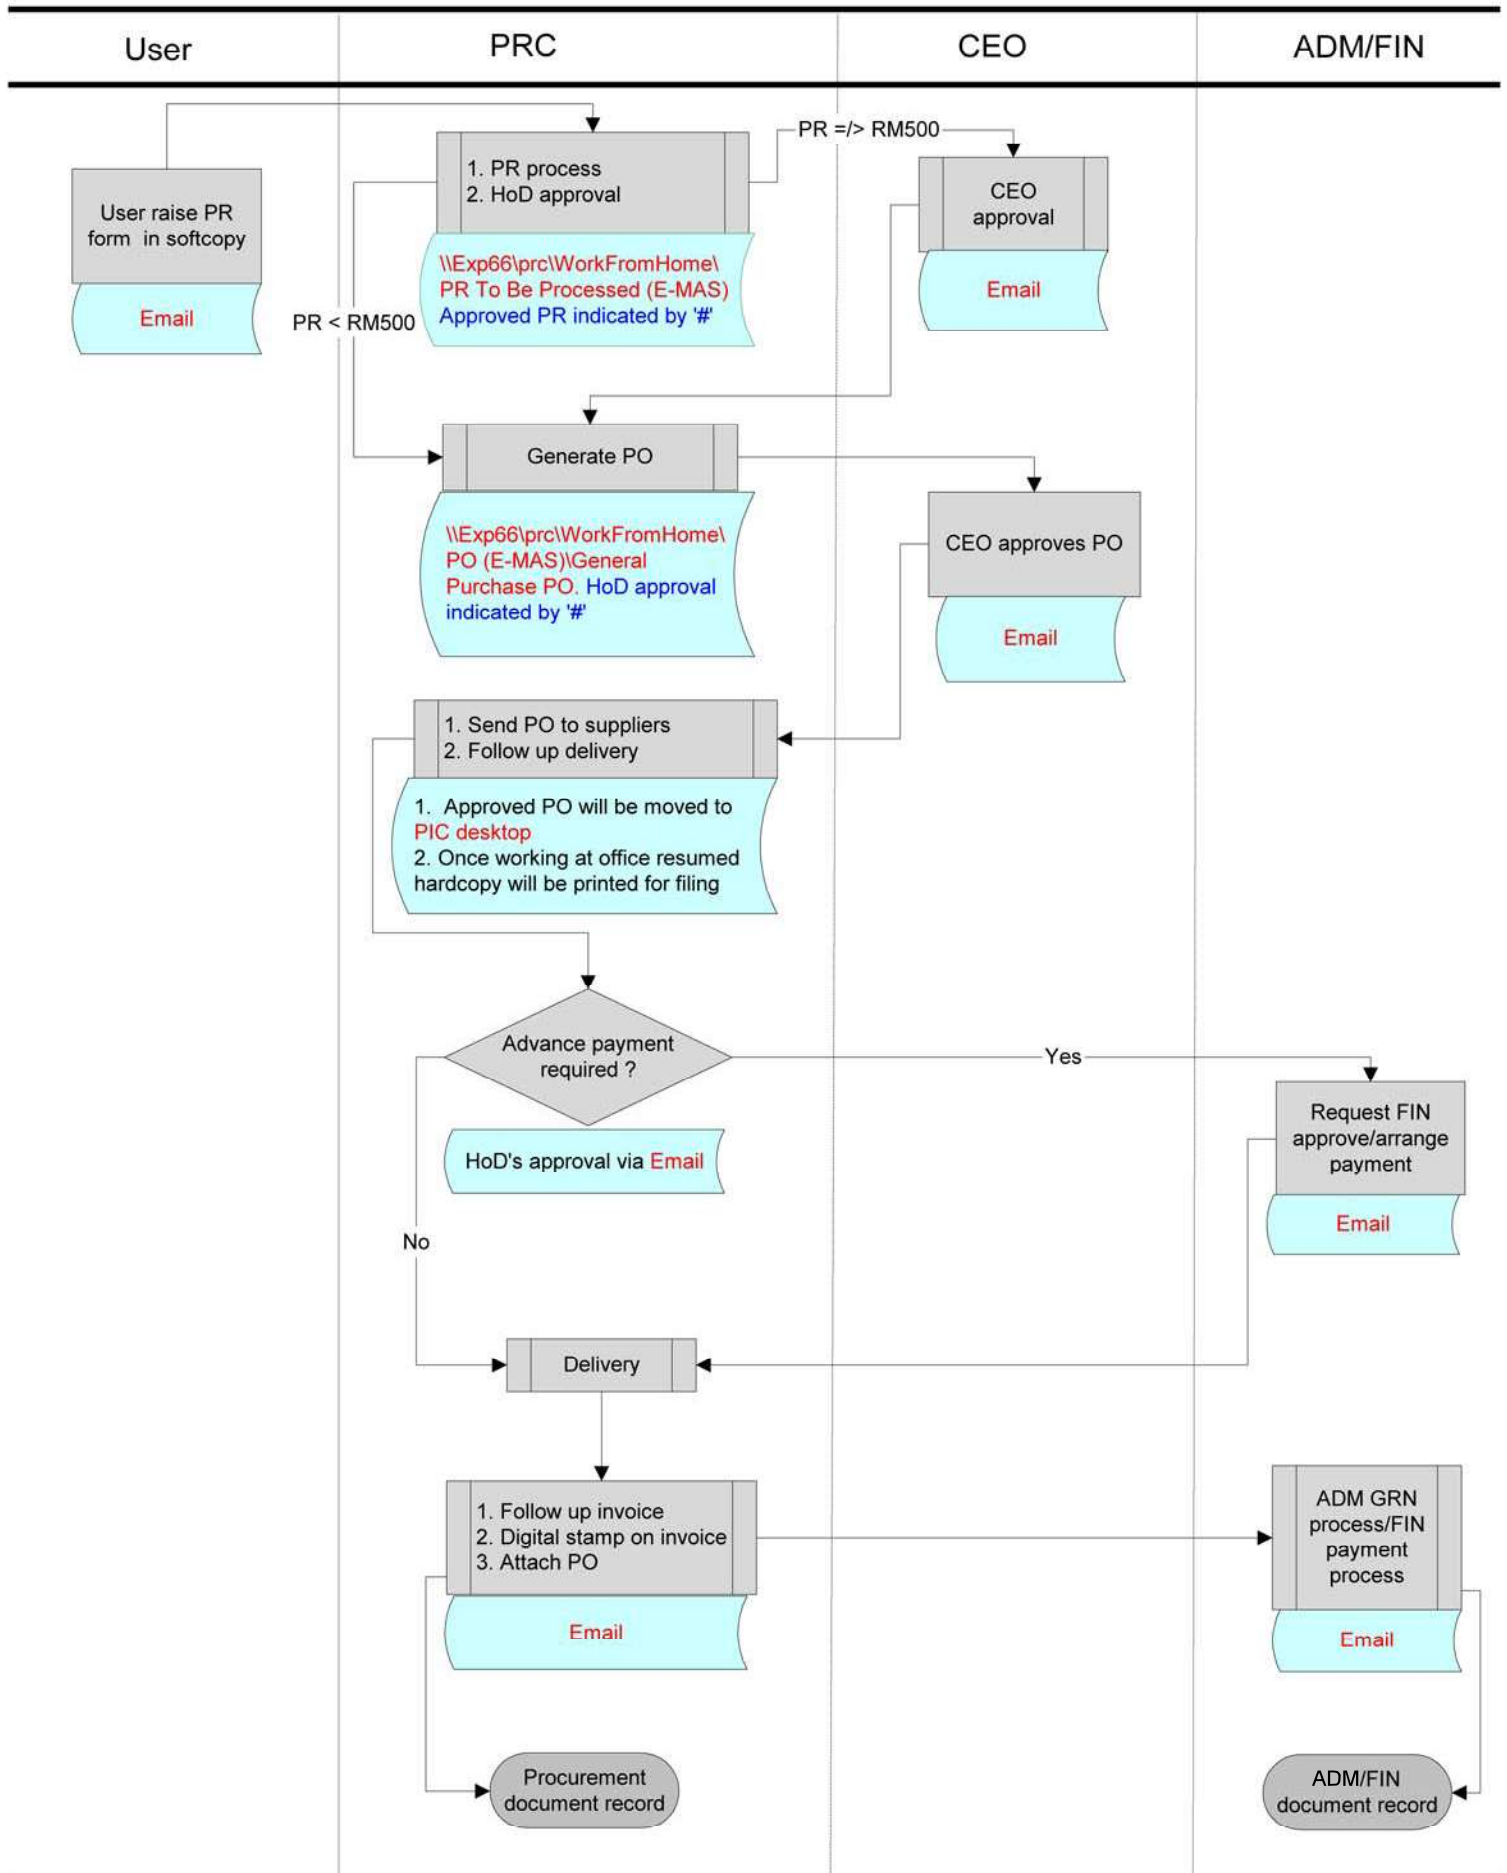 User
PRC
CEO
ADM/FIN
PR =/> RM500
1. PR process
2. HoD approval
CEO
approval
User raise PR
form  in softcopy
\\Exp66\prc\WorkFromHome\
PR To Be Processed (E-MAS)
Approved PR indicated by '#'
Email
Email
PR < RM500
Generate PO
\\Exp66\prc\WorkFromHome\
PO (E-MAS)\General
Purchase PO. HoD approval
indicated by '#'
CEO approves PO
Email
1. Send PO to suppliers
2. Follow up delivery
1.  Approved PO will be moved to
PIC desktop
2. Once working at office resumed
hardcopy will be printed for filing
Advance payment
required ?
Yes
Request FIN
approve/arrange
payment
HoD's approval via Email
Email
No
Delivery
1. Follow up invoice
2. Digital stamp on invoice
3. Attach PO
ADM GRN
process/FIN
payment
process
Email
Email
Procurement
document record
ADM/FIN
document record